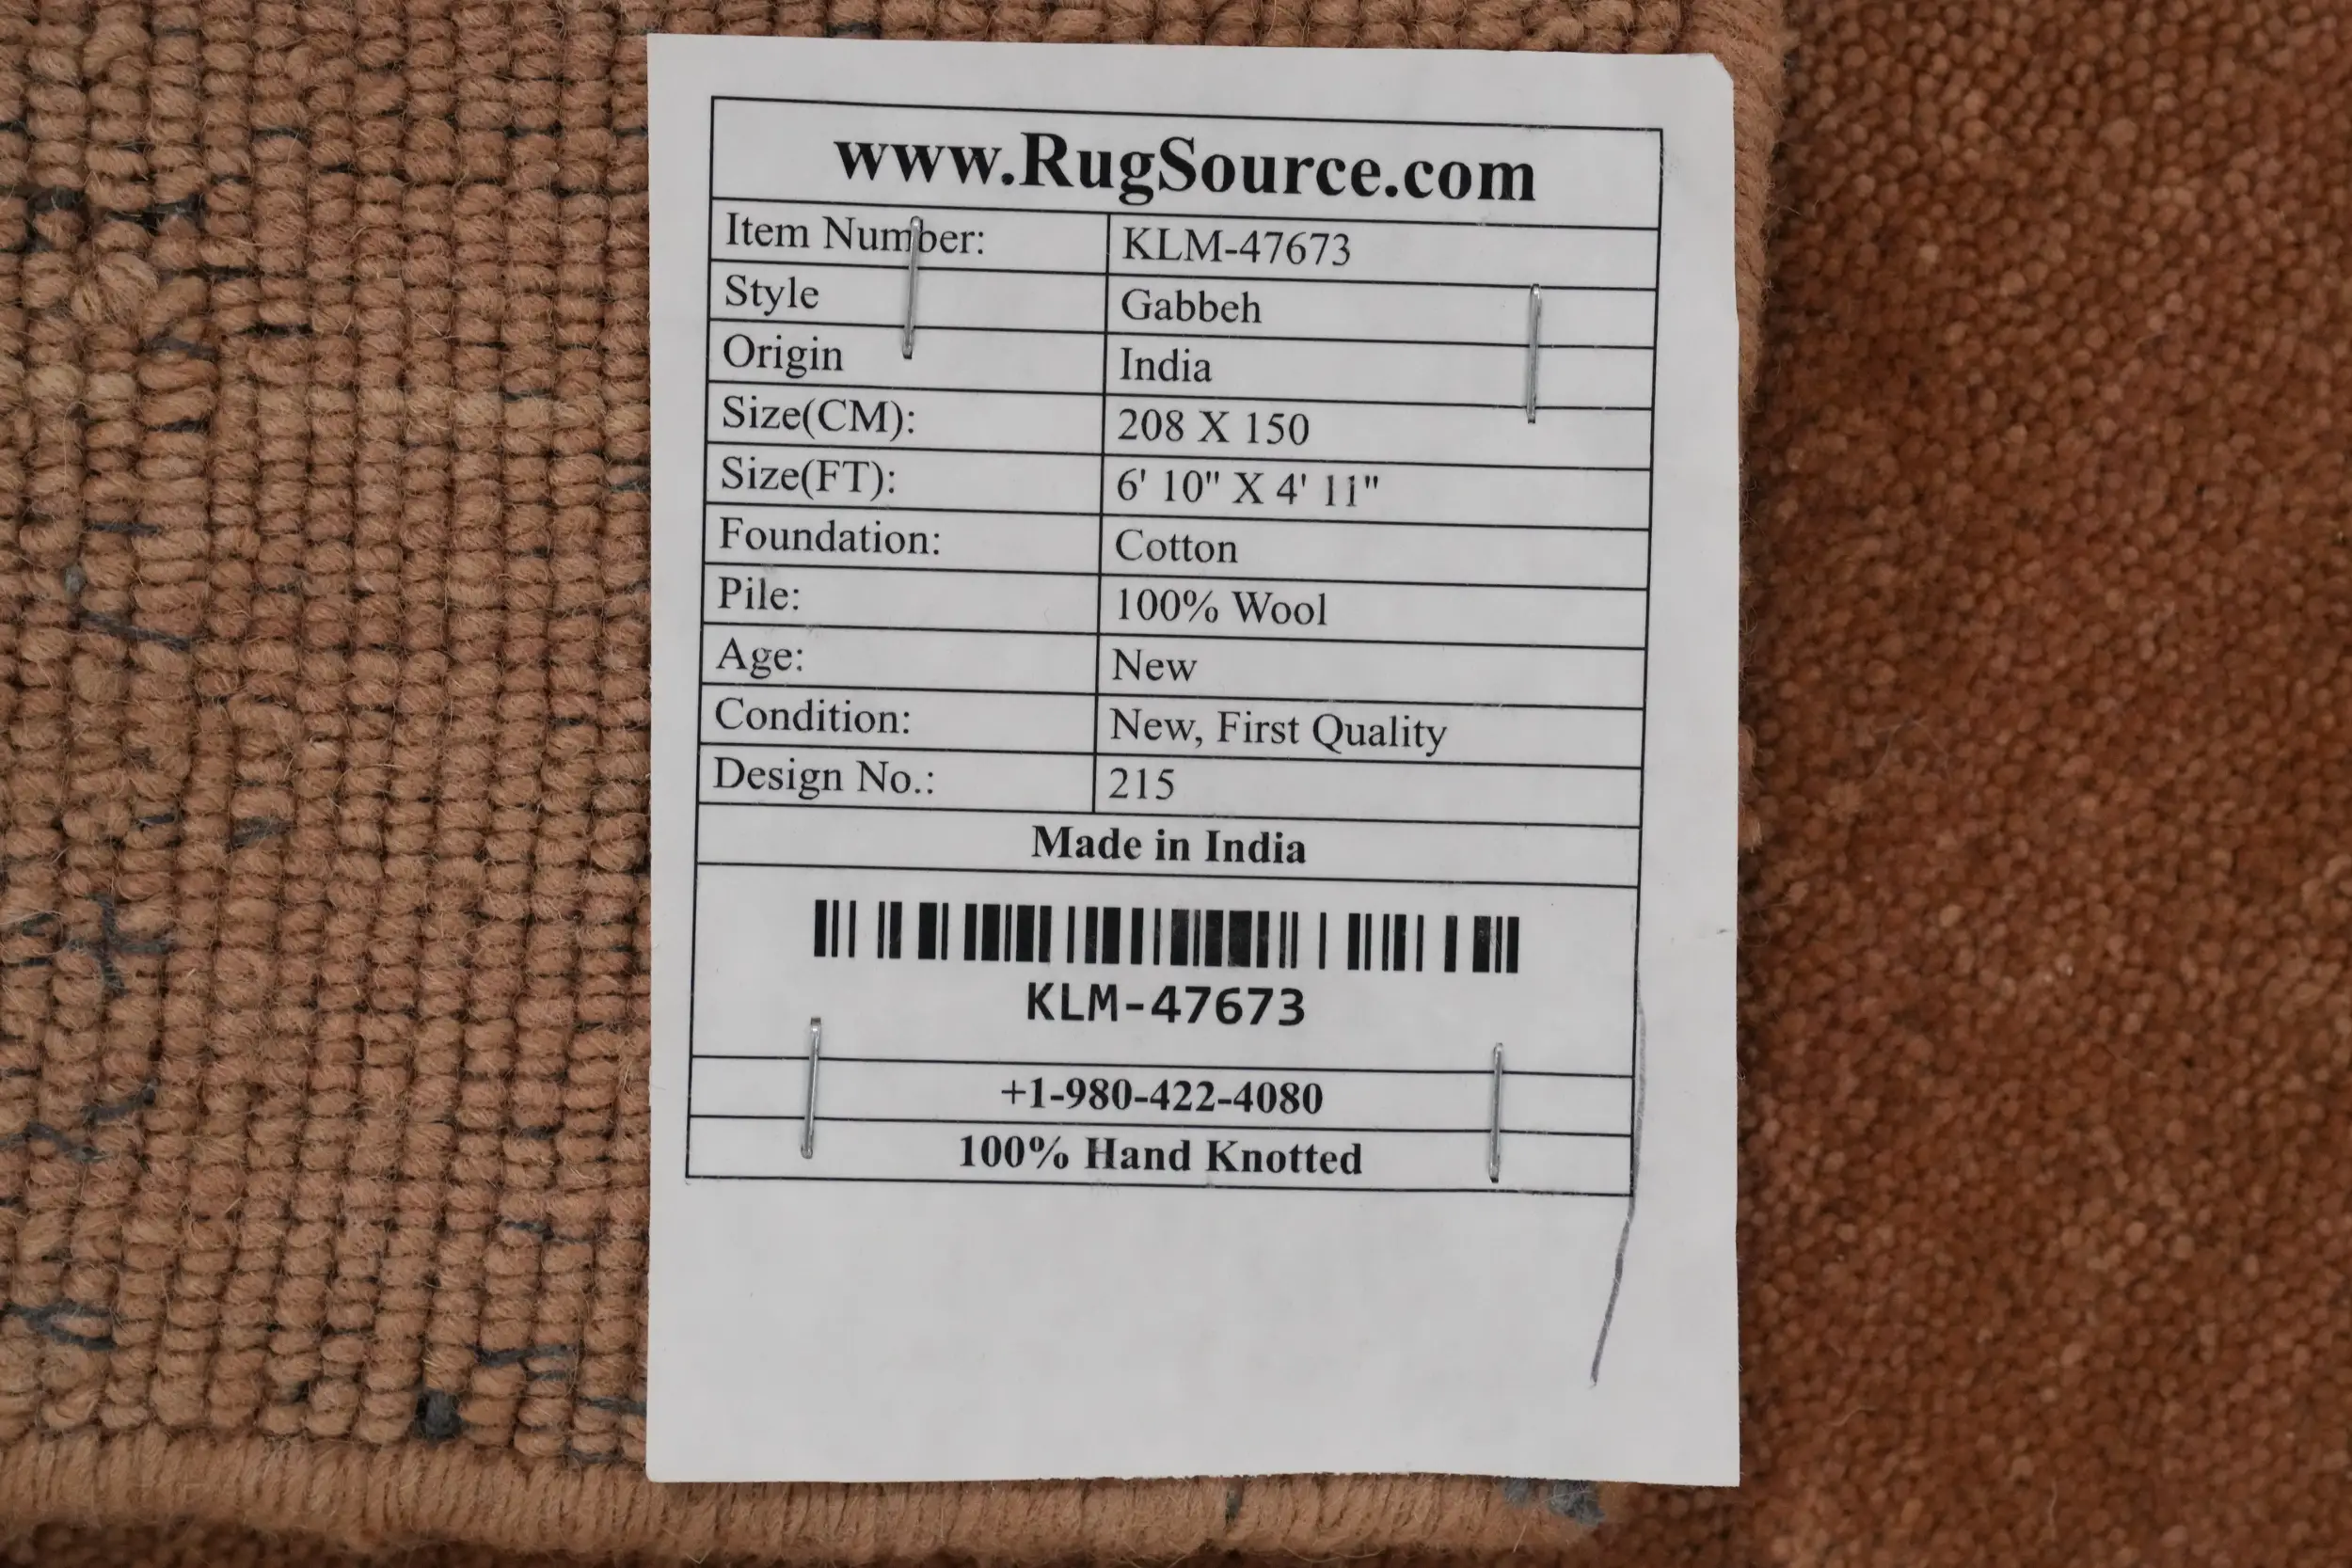 www.RugSource.com
Item Number: KLM-47673
Style Gabbeh
Origin India
Size(CM): 208 X 150
Size(FT): 6' 10" X 4' 11"
Foundation: Cotton
Pile: 100% Wool
Age: New
Condition: New, First Quality
Design No.: 215
Made in India
KLM-47673
+1-980-422-4080
100% Hand Knotted